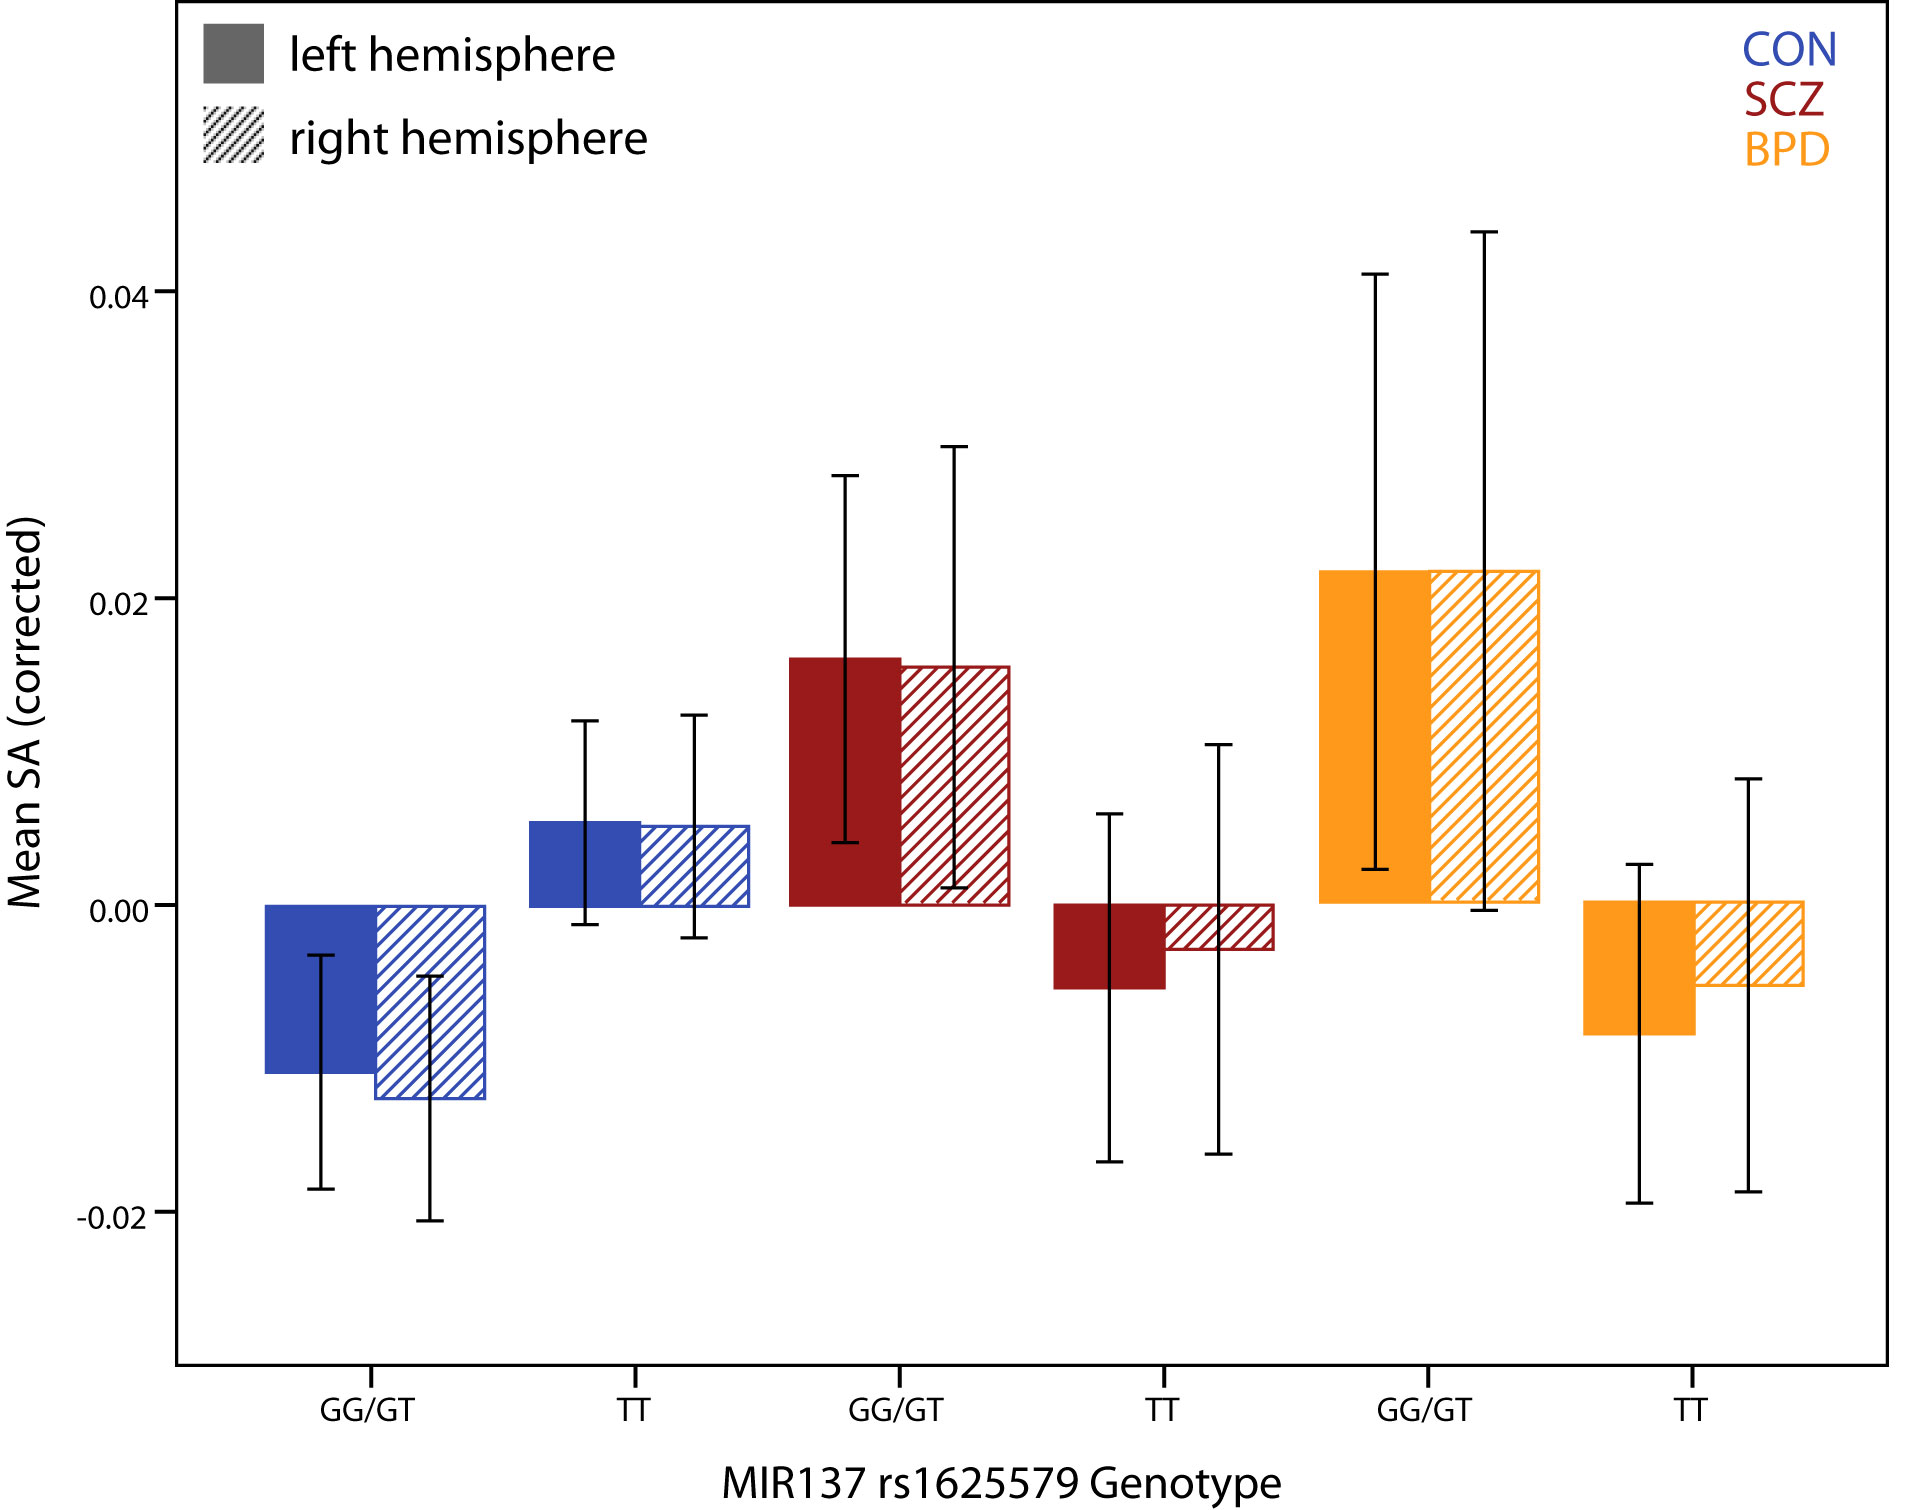 left hemisphere
right hemisphere
CON
SCZ
BPD
Mean SA (corrected)
0.04
0.02
0.00
-0.02
GG/GT TT GG/GT TT GG/GT TT
MIR137 rs1625579 Genotype